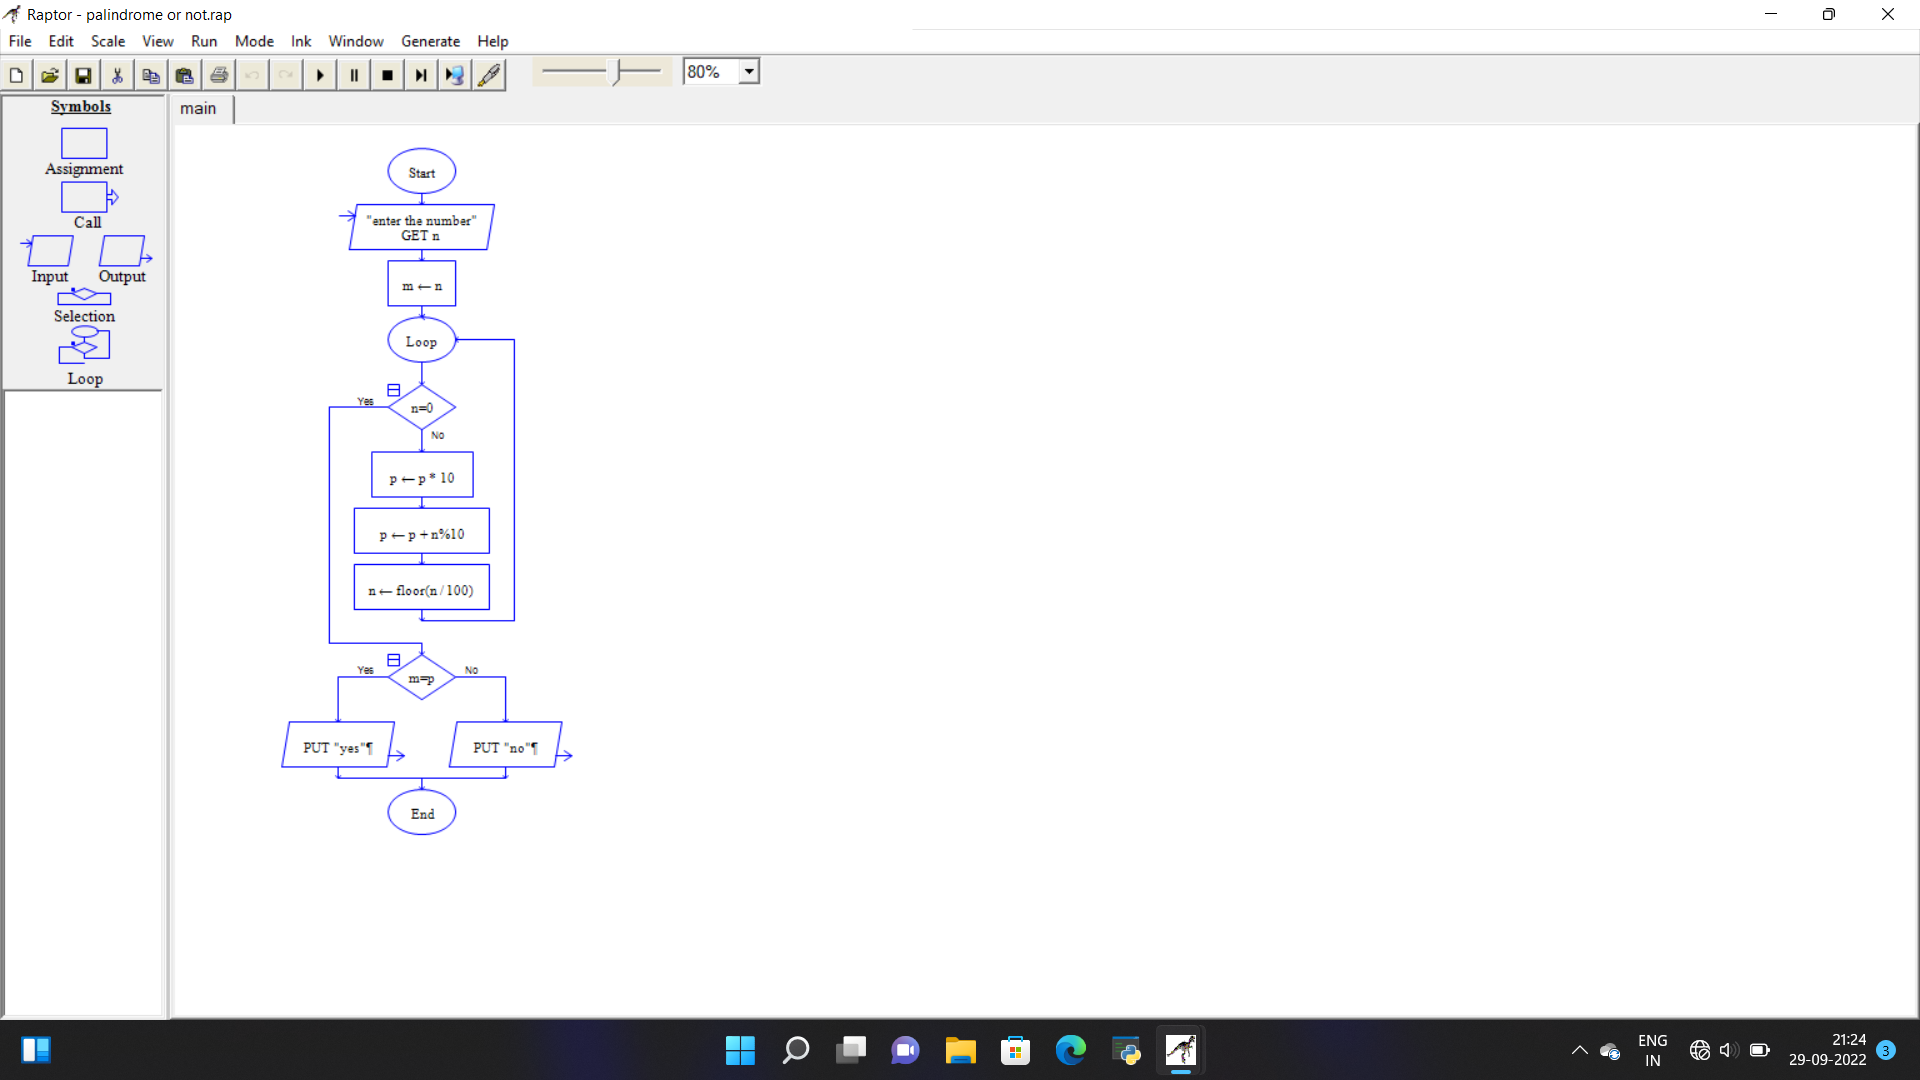 Raptor - palindrome or not.rap
File Edit Scale View Run Mode Ink Window Generate Help
80%
Symbols
Assignment
Call
Input Output
Selection
Loop
main
Start
"enter the number"
GET n
m ← n
Loop
Yes
n=0
No
p ← p * 10
p ← p + n%10
n ← floor(n / 100)
Yes
No
m=p
PUT "yes"¶
PUT "no"¶
End
ENG
IN
21:24
29-09-2022
3